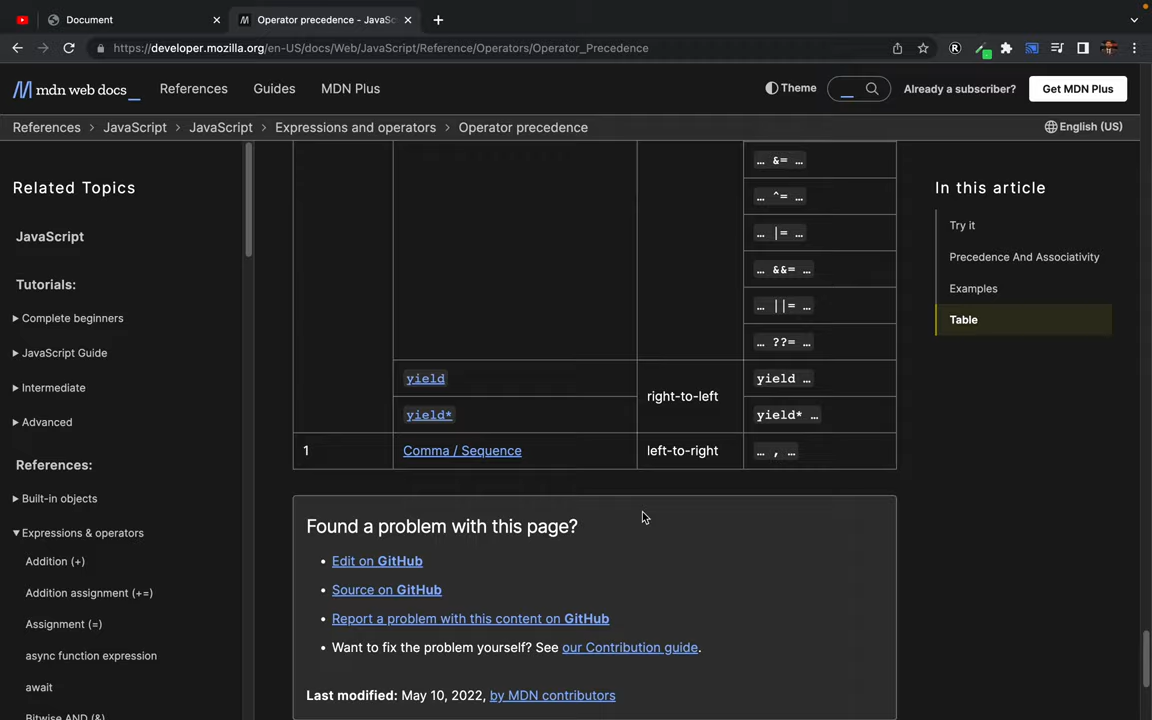 Document
Operator precedence - JavaSc
https://developer.mozilla.org/en-US/docs/Web/JavaScript/Reference/Operators/Operator_Precedence
mdn web docs_
References
Guides
MDN Plus
Theme
Already a subscriber?
Get MDN Plus
References > JavaScript > JavaScript > Expressions and operators > Operator precedence
English (US)
Related Topics
JavaScript
Tutorials:
Complete beginners
JavaScript Guide
Intermediate
Advanced
References:
Built-in objects
Expressions & operators
Addition (+)
Addition assignment (+=)
Assignment (=)
async function expression
await
Bitwise AND (&)
… &= …
… ^= …
… |= …
… &&= …
… ||= …
… ??= …
yield
right-to-left
yield …
yield*
yield* …
1
Comma / Sequence
left-to-right
… , …
Found a problem with this page?
• Edit on GitHub
• Source on GitHub
• Report a problem with this content on GitHub
• Want to fix the problem yourself? See our Contribution guide.
Last modified: May 10, 2022, by MDN contributors
In this article
Try it
Precedence And Associativity
Examples
Table